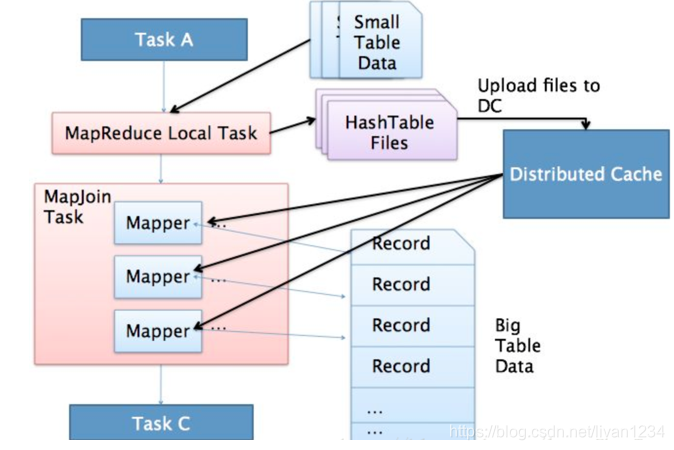 Task A
Small
Table
Data
MapReduce Local Task
HashTable
Files
Upload files to
DC
Distributed Cache
MapJoin
Task
Mapper
...
Mapper
...
Mapper
...
Record
Record
Record
Record
...
...
Big
Table
Data
Task C
https://blog.csdn.net/liyan1234